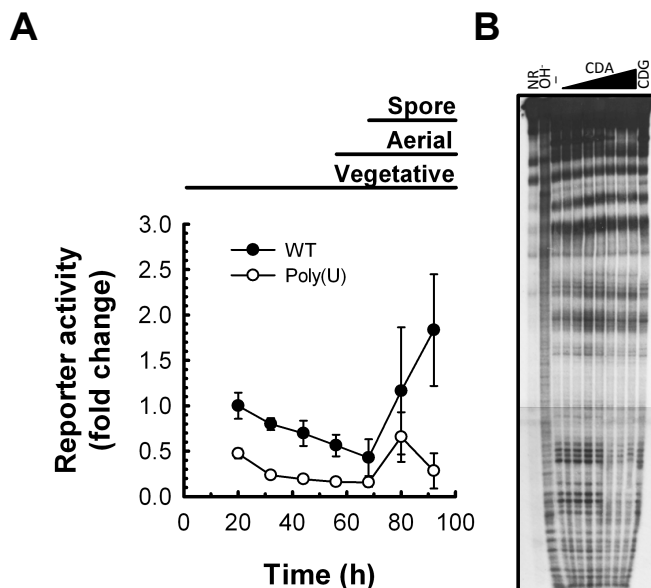 A
B
NR
OH-
–
CDA
CDG
Spore
Aerial
Vegetative
3.0
2.5
2.0
1.5
1.0
0.5
0.0
WT
Poly(U)
Reporter activity
(fold change)
0 20 40 60 80 100
Time (h)